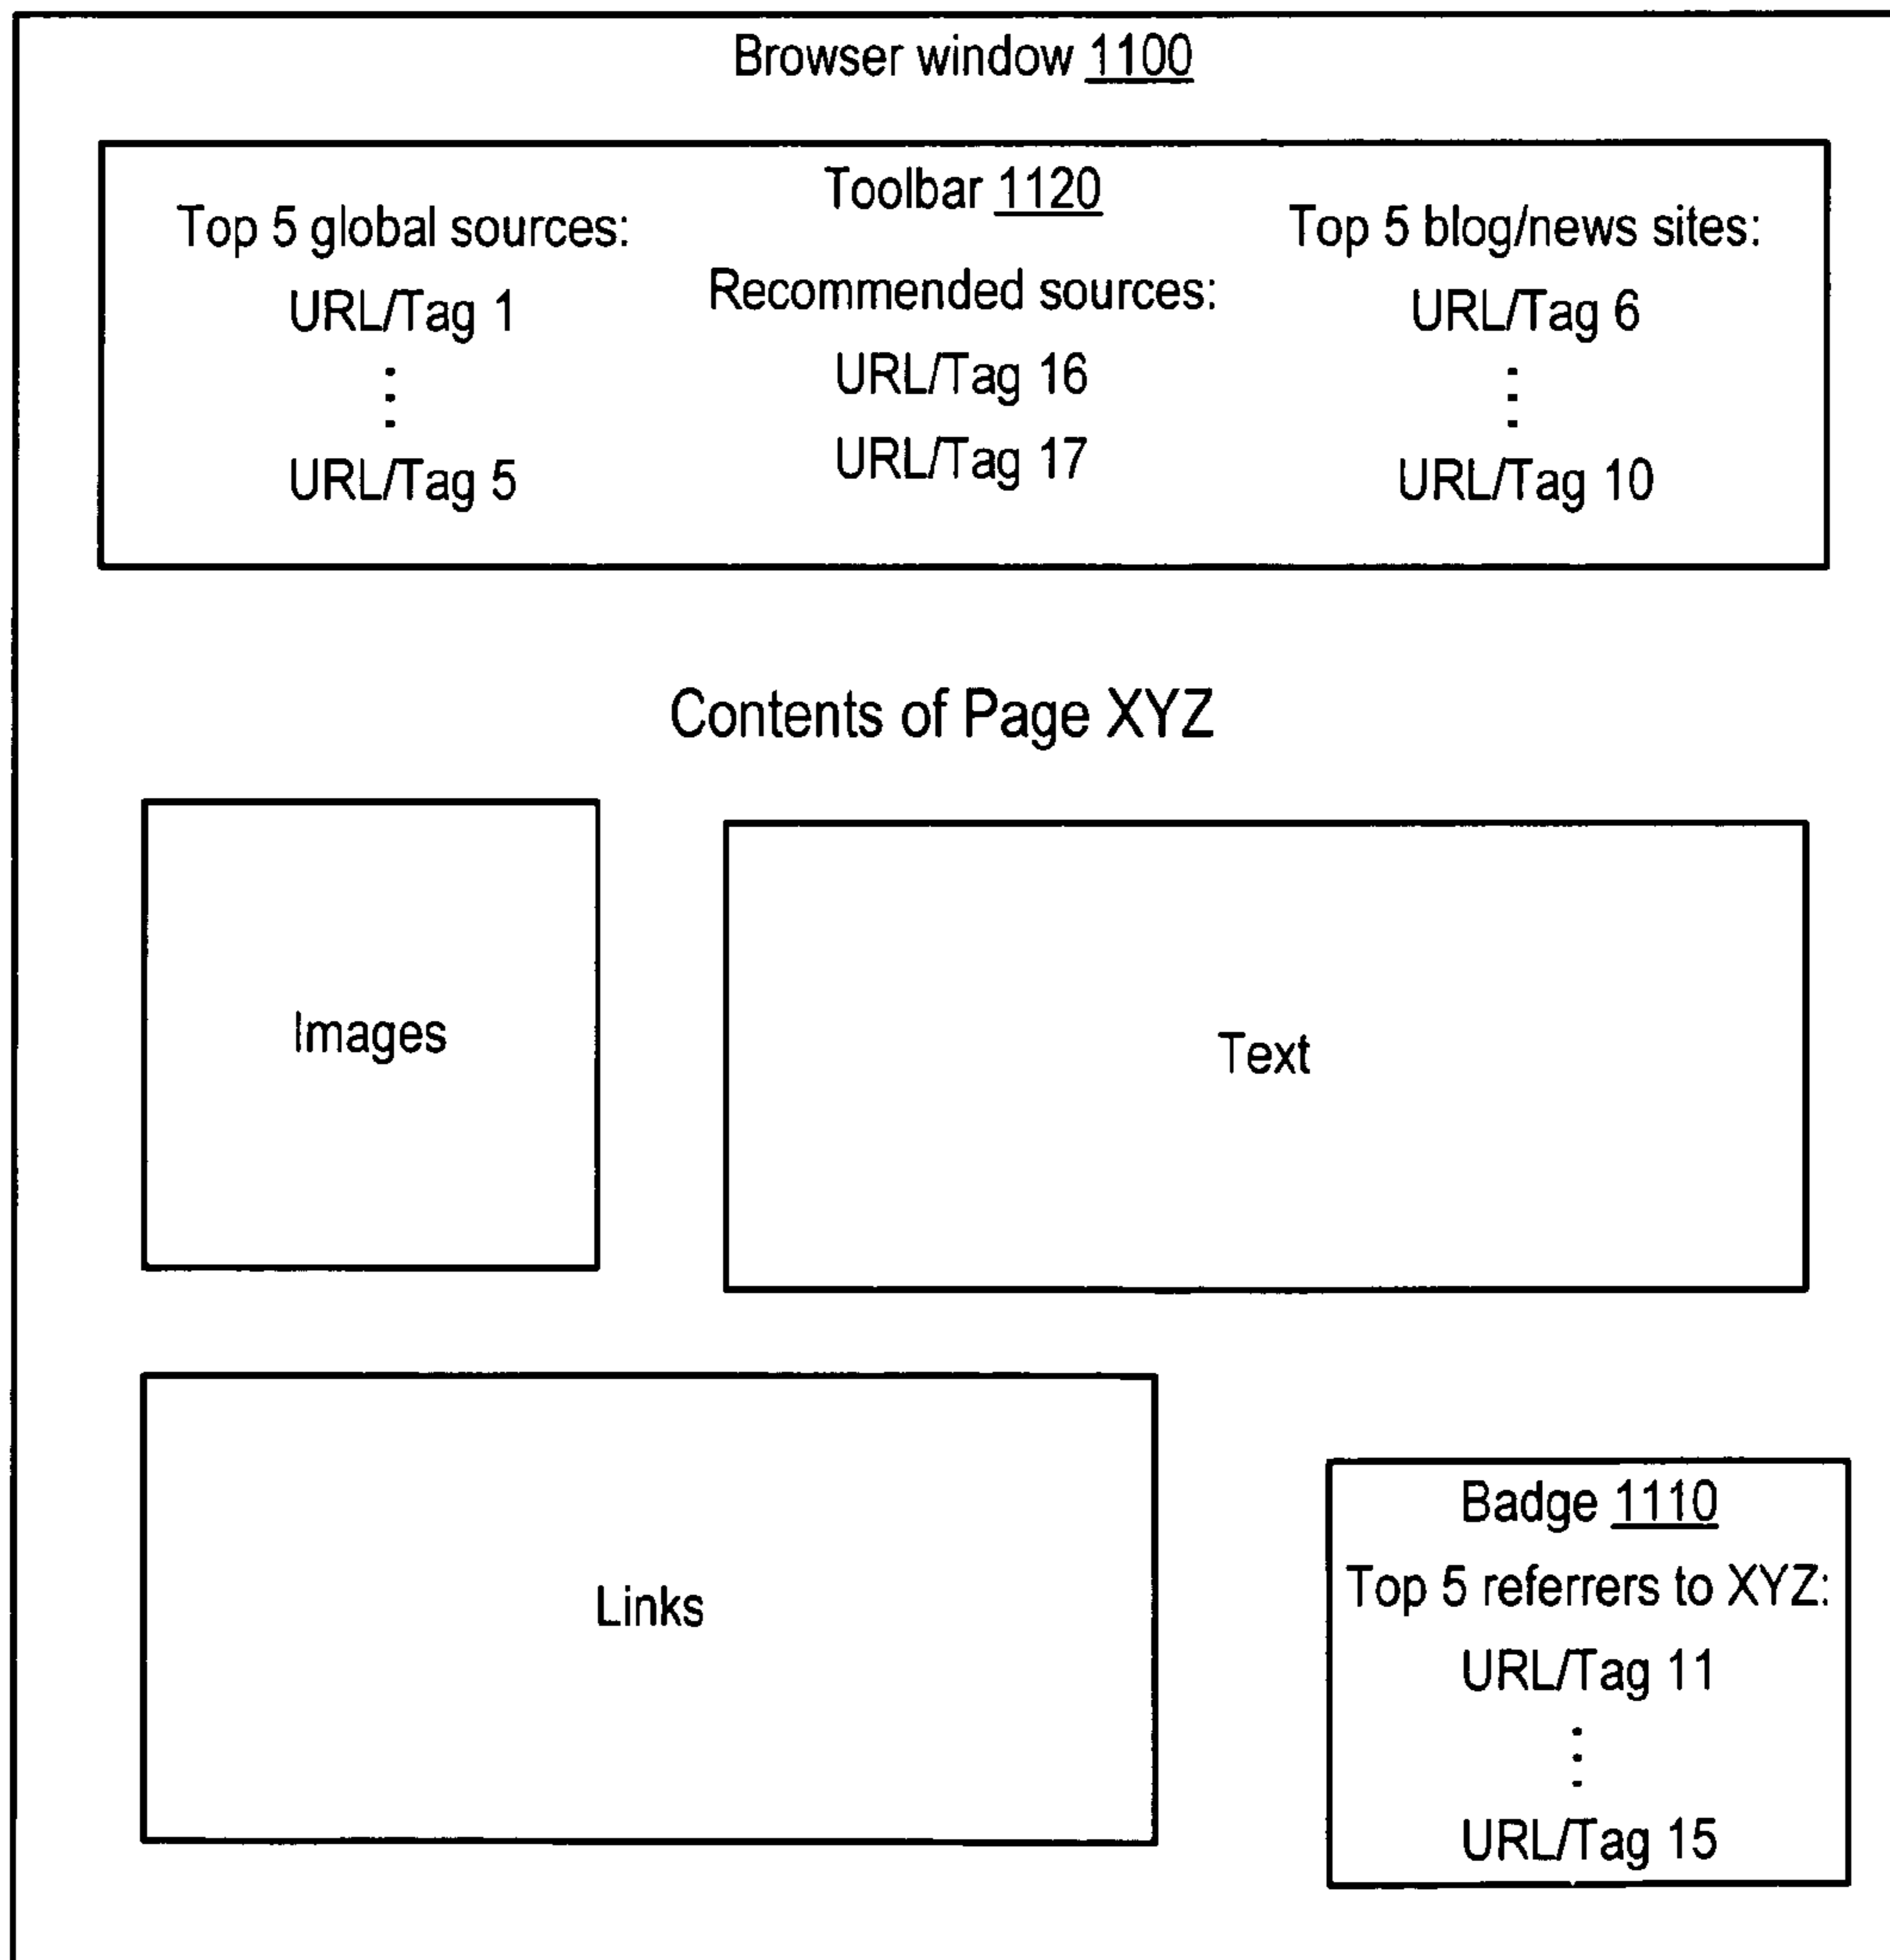 Browser window 1100
Toolbar 1120
Top 5 global sources:
URL/Tag 1
⋮
URL/Tag 5
Recommended sources:
URL/Tag 16
URL/Tag 17
Top 5 blog/news sites:
URL/Tag 6
⋮
URL/Tag 10
Contents of Page XYZ
Images
Text
Links
Badge 1110
Top 5 referrers to XYZ:
URL/Tag 11
⋮
URL/Tag 15